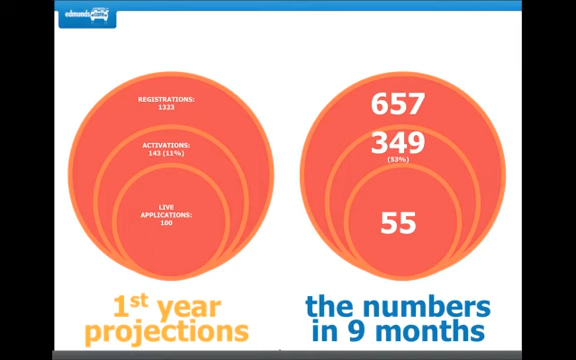 edmunds.com
REGISTRATIONS:
1323
ACTIVATIONS:
143 (11%)
LIVE
APPLICATIONS:
100
1st year
projections
657
349
(53%)
55
the numbers
in 9 months